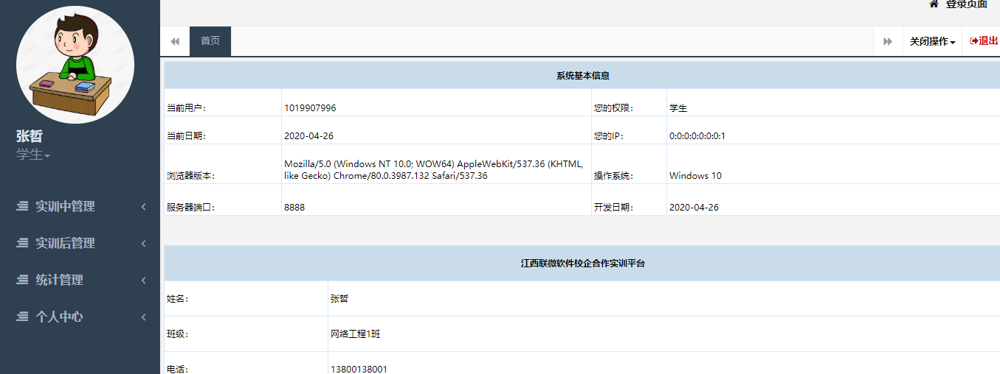 登录页面
首页
关闭操作
退出
张哲
学生
实训中管理
实训后管理
统计管理
个人中心
系统基本信息
当前用户: 1019907996 您的权限: 学生
当前日期: 2020-04-26 您的IP: 0:0:0:0:0:0:0:1
浏览器版本: Mozilla/5.0 (Windows NT 10.0; WOW64) AppleWebKit/537.36 (KHTML,
like Gecko) Chrome/80.0.3987.132 Safari/537.36 操作系统: Windows 10
服务器端口: 8888 开发日期: 2020-04-26
江西联微软件校企合作实训平台
姓名: 张哲
班级: 网络工程1班
电话: 13800138001